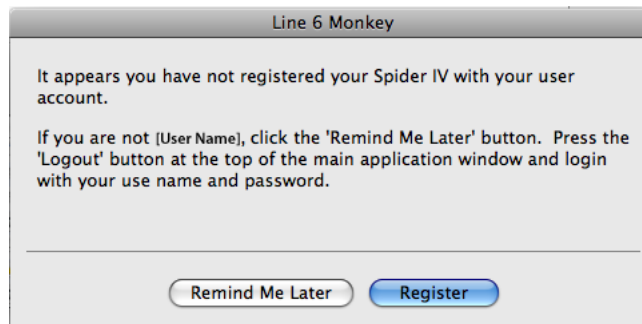 Line 6 Monkey
It appears you have not registered your Spider IV with your user
account.
If you are not [User Name], click the 'Remind Me Later' button. Press the
'Logout' button at the top of the main application window and login
with your use name and password.
Remind Me Later Register